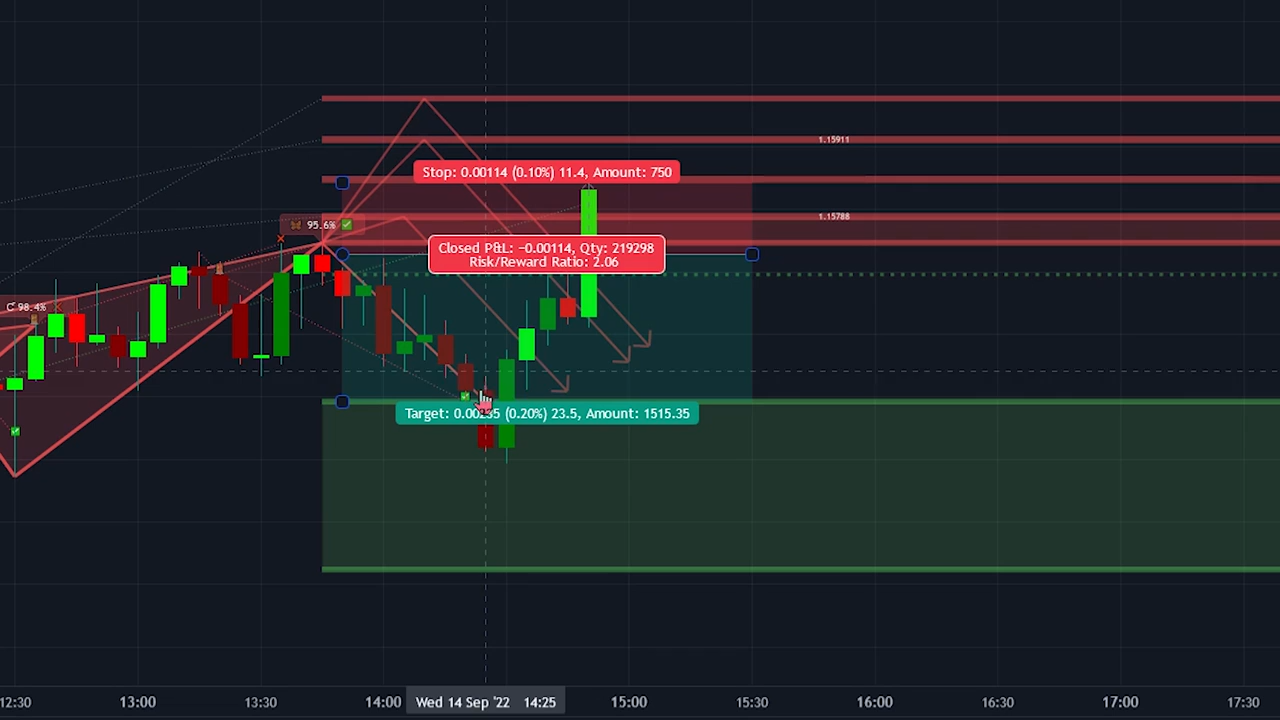 1.15911
Stop: 0.00114 (0.10%) 11.4, Amount: 750
1.15788
95.6%
Closed P&L: −0.00114, Qty: 219298
Risk/Reward Ratio: 2.06
98.4%
Target: 0.00235 (0.20%) 23.5, Amount: 1515.35
12:30 13:00 13:30 14:00 Wed 14 Sep '22 14:25 15:00 15:30 16:00 16:30 17:00 17:30